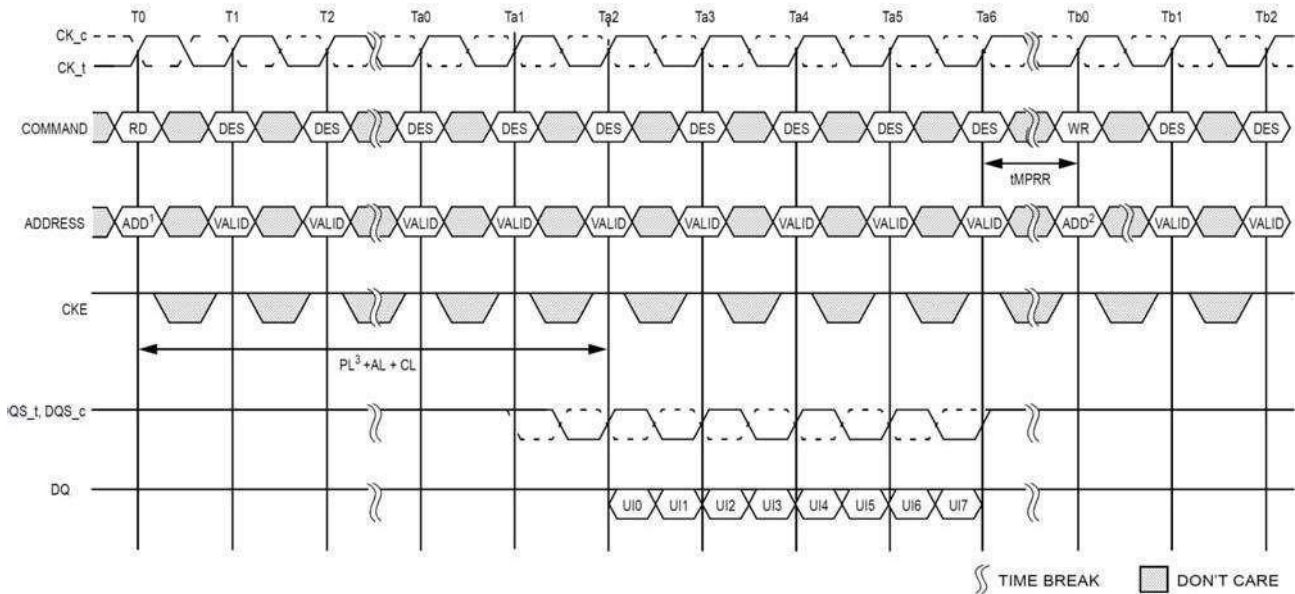 T0 T1 T2 Ta0 Ta1 Ta2 Ta3 Ta4 Ta5 Ta6 Tb0 Tb1 Tb2
CK_c
CK_t
COMMAND RD DES DES DES DES DES DES DES DES DES WR DES DES
tMPRR
ADDRESS ADD1 VALID VALID VALID VALID VALID VALID VALID VALID VALID ADD2 VALID VALID
CKE
PL3 +AL + CL
QS_t, DQS_c
DQ UI0 UI1 UI2 UI3 UI4 UI5 UI6 UI7
TIME BREAK DON'T CARE